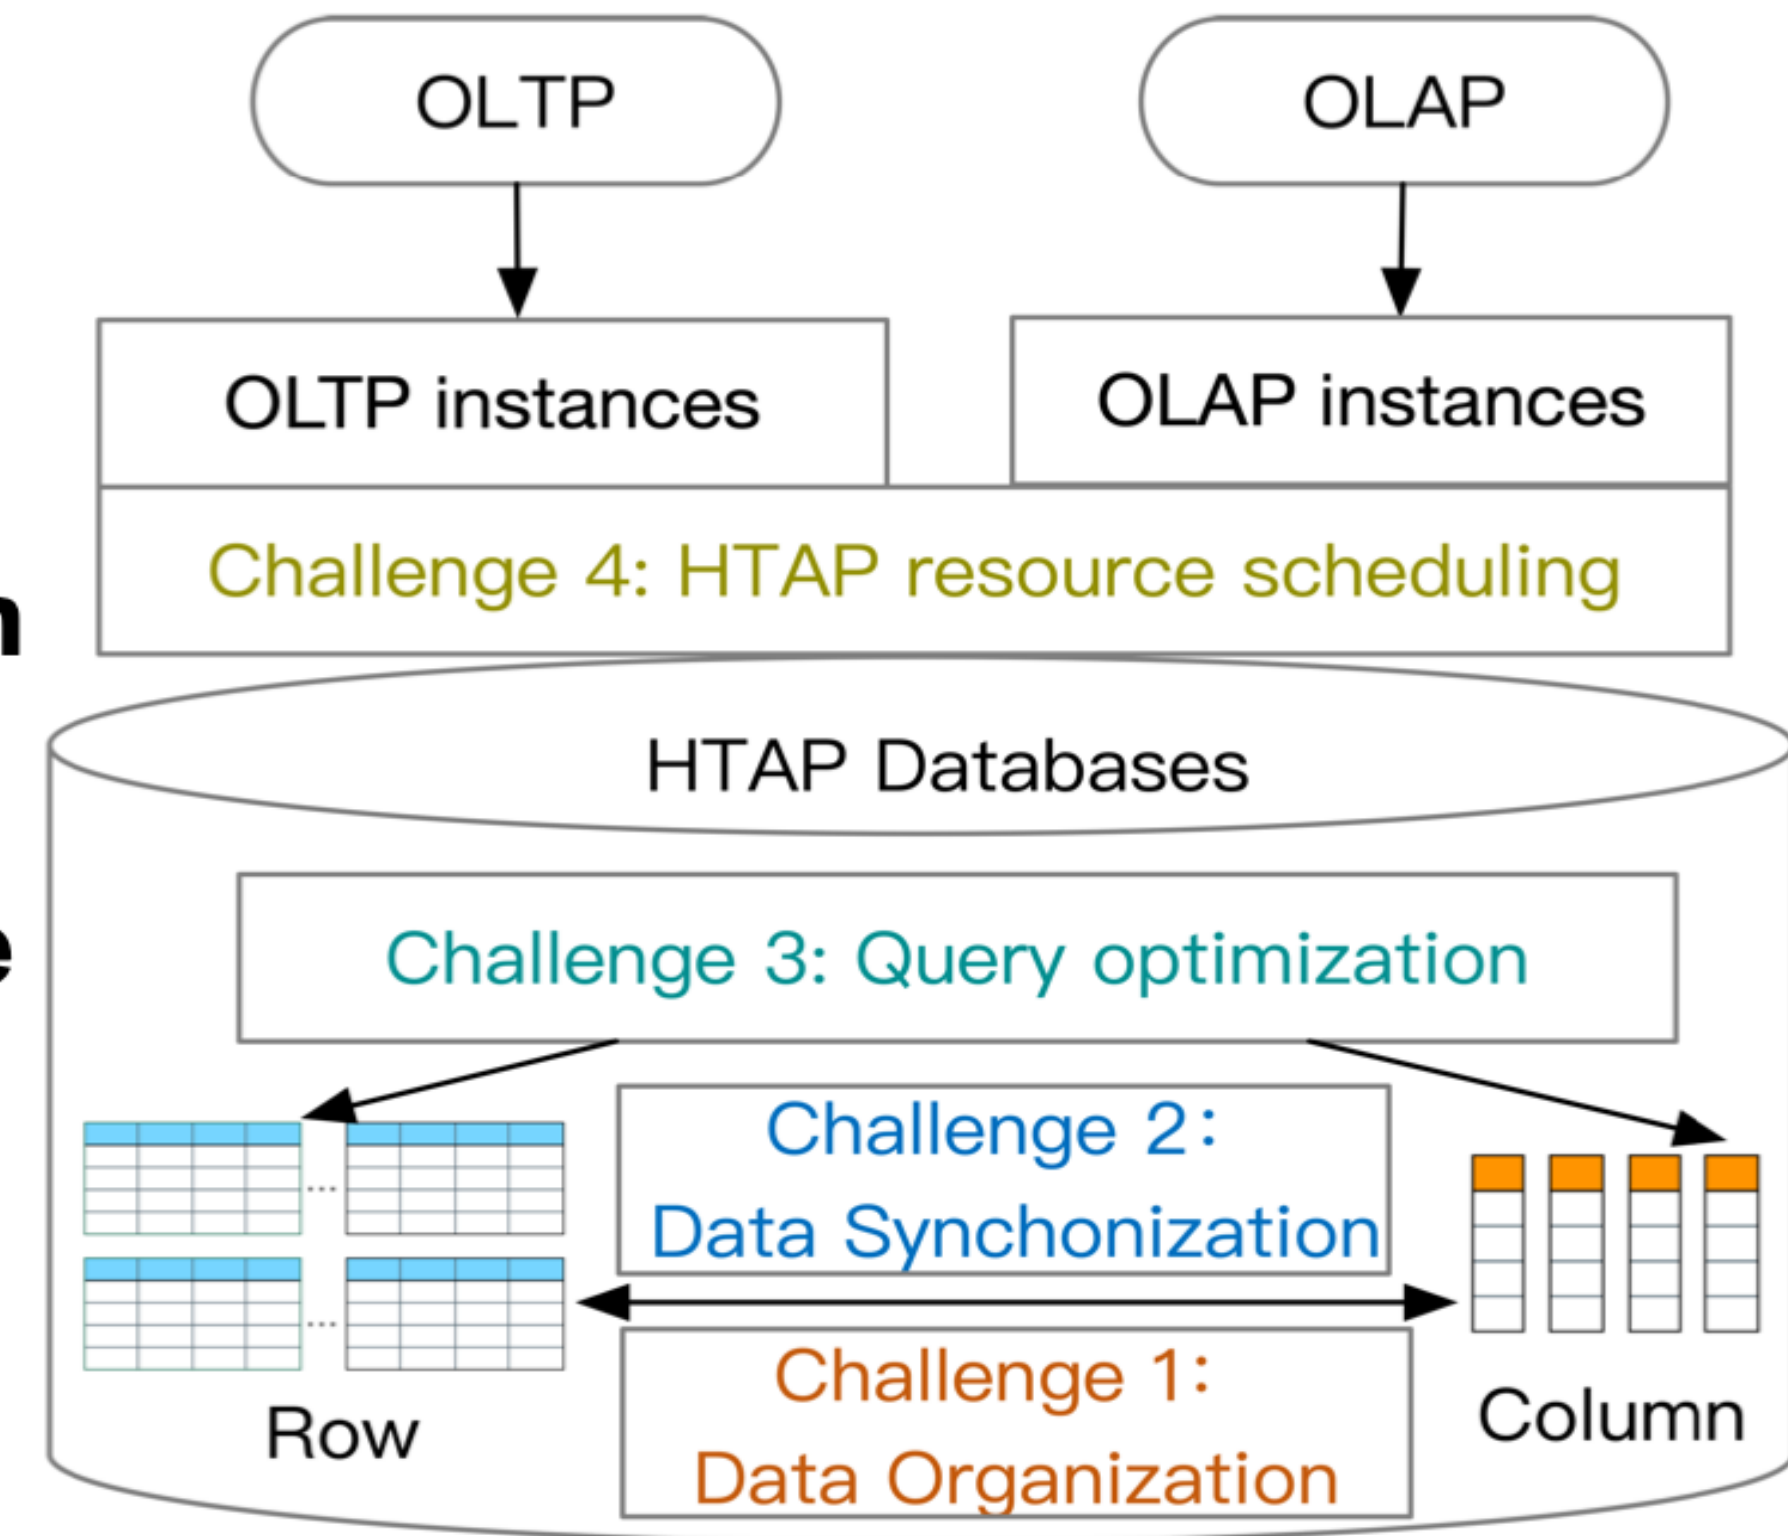 OLTP
OLAP
OLTP instances
OLAP instances
Challenge 4: HTAP resource scheduling
HTAP Databases
Challenge 3: Query optimization
Challenge 2:
Data Synchonization
...
...
Challenge 1:
Data Organization
Row
Column